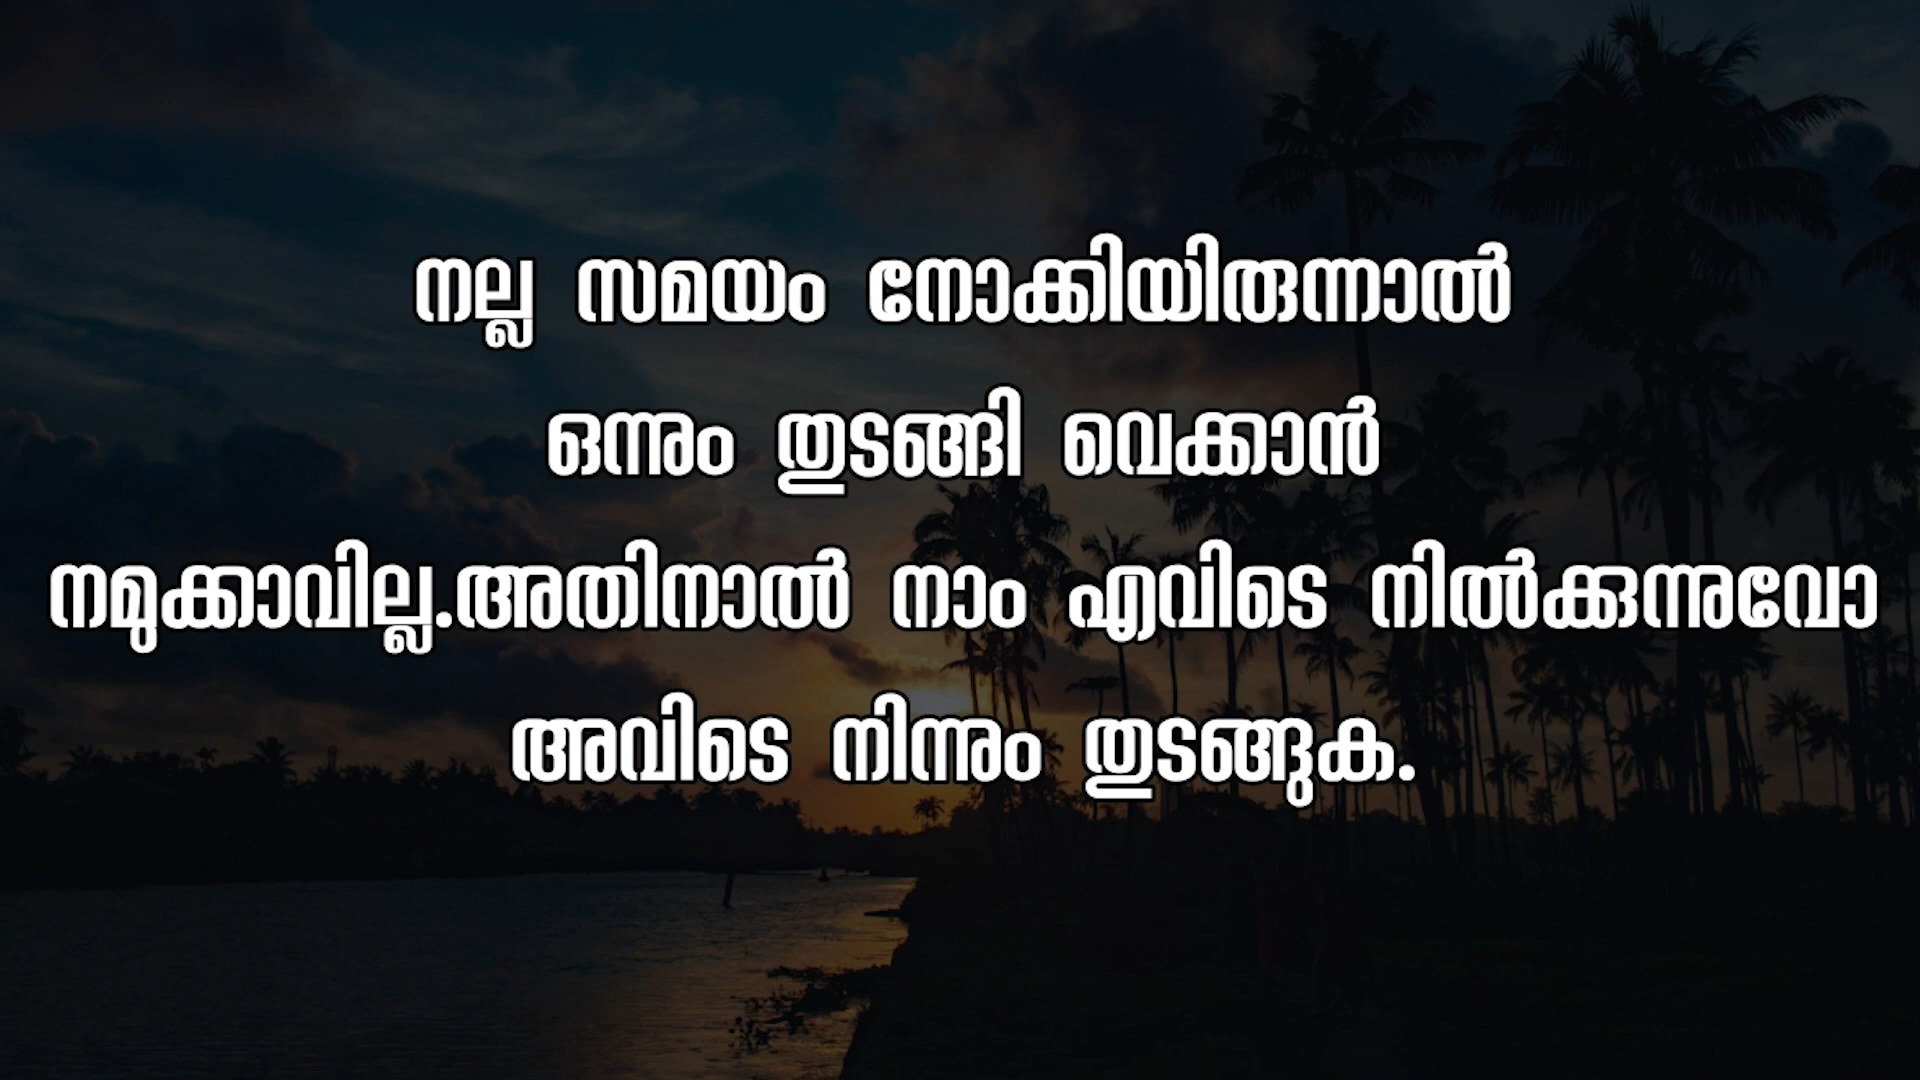 നല്ല സമയം നോക്കിയിരുന്നാൽ
ഒന്നും തുടങ്ങി വെക്കാൻ
നമുക്കാവില്ല.അതിനാൽ നാം എവിടെ നിൽക്കുന്നുവോ
അവിടെ നിന്നും തുടങ്ങുക.